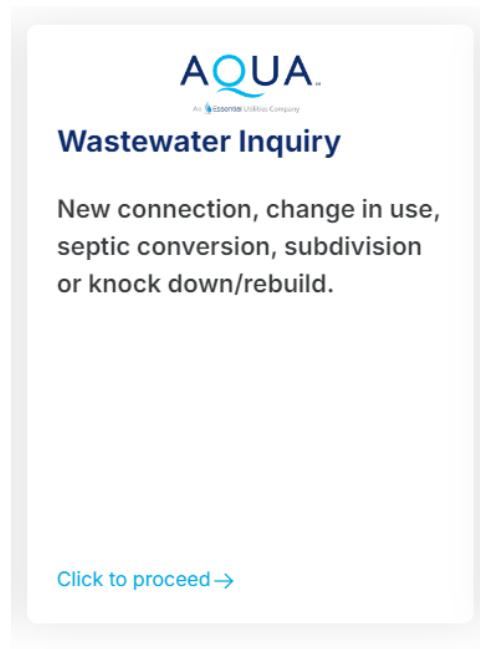 AQUA
An Essential Utilities Company
Wastewater Inquiry
New connection, change in use,
septic conversion, subdivision
or knock down/rebuild.
Click to proceed→